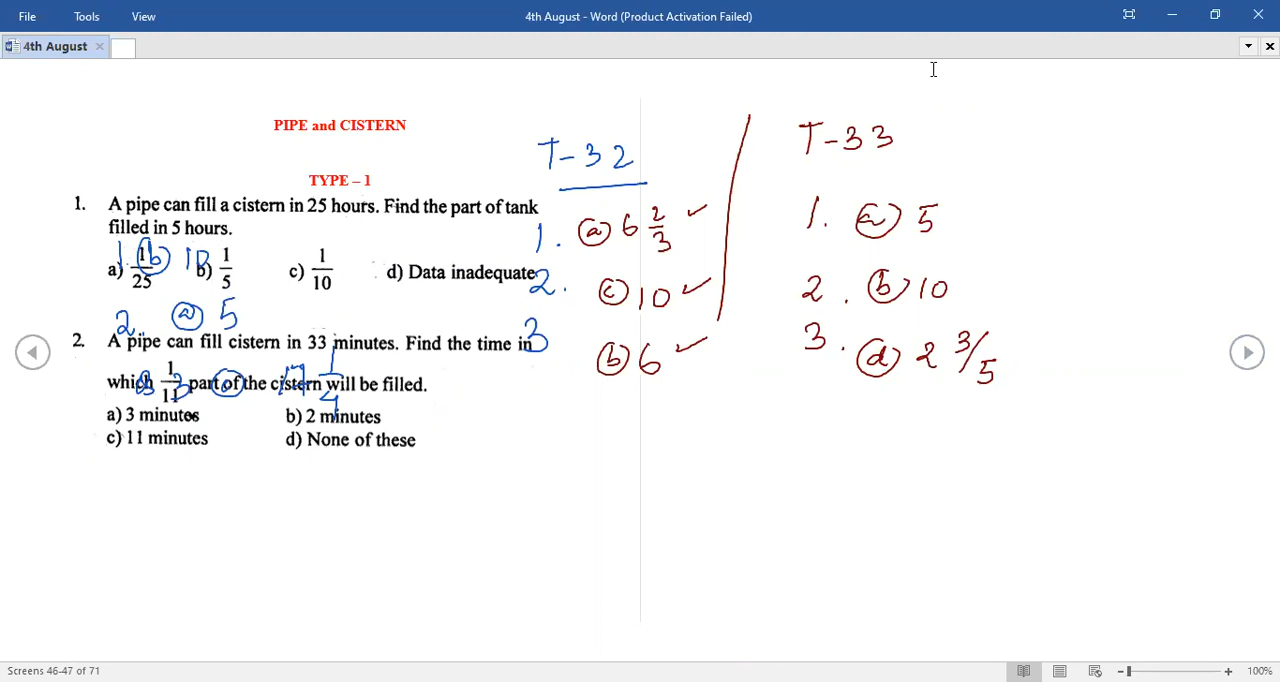 File Tools View 4th August - Word (Product Activation Failed)
4th August
PIPE and CISTERN
TYPE – 1
1. A pipe can fill a cistern in 25 hours. Find the part of tank
filled in 5 hours.
a) 1/25 b) 1/5 c) 1/10 d) Data inadequate
2. A pipe can fill cistern in 33 minutes. Find the time in
which 1/11 part of the cistern will be filled.
a) 3 minutes b) 2 minutes
c) 11 minutes d) None of these
1 b 18
2. a 5
T-32
1. a 6 2/3 ✓
2. c 10 ✓
3 b 6 ✓
T-33
1. a 5
2. b 10
3. d 2 3/5
Screens 46-47 of 71 100%